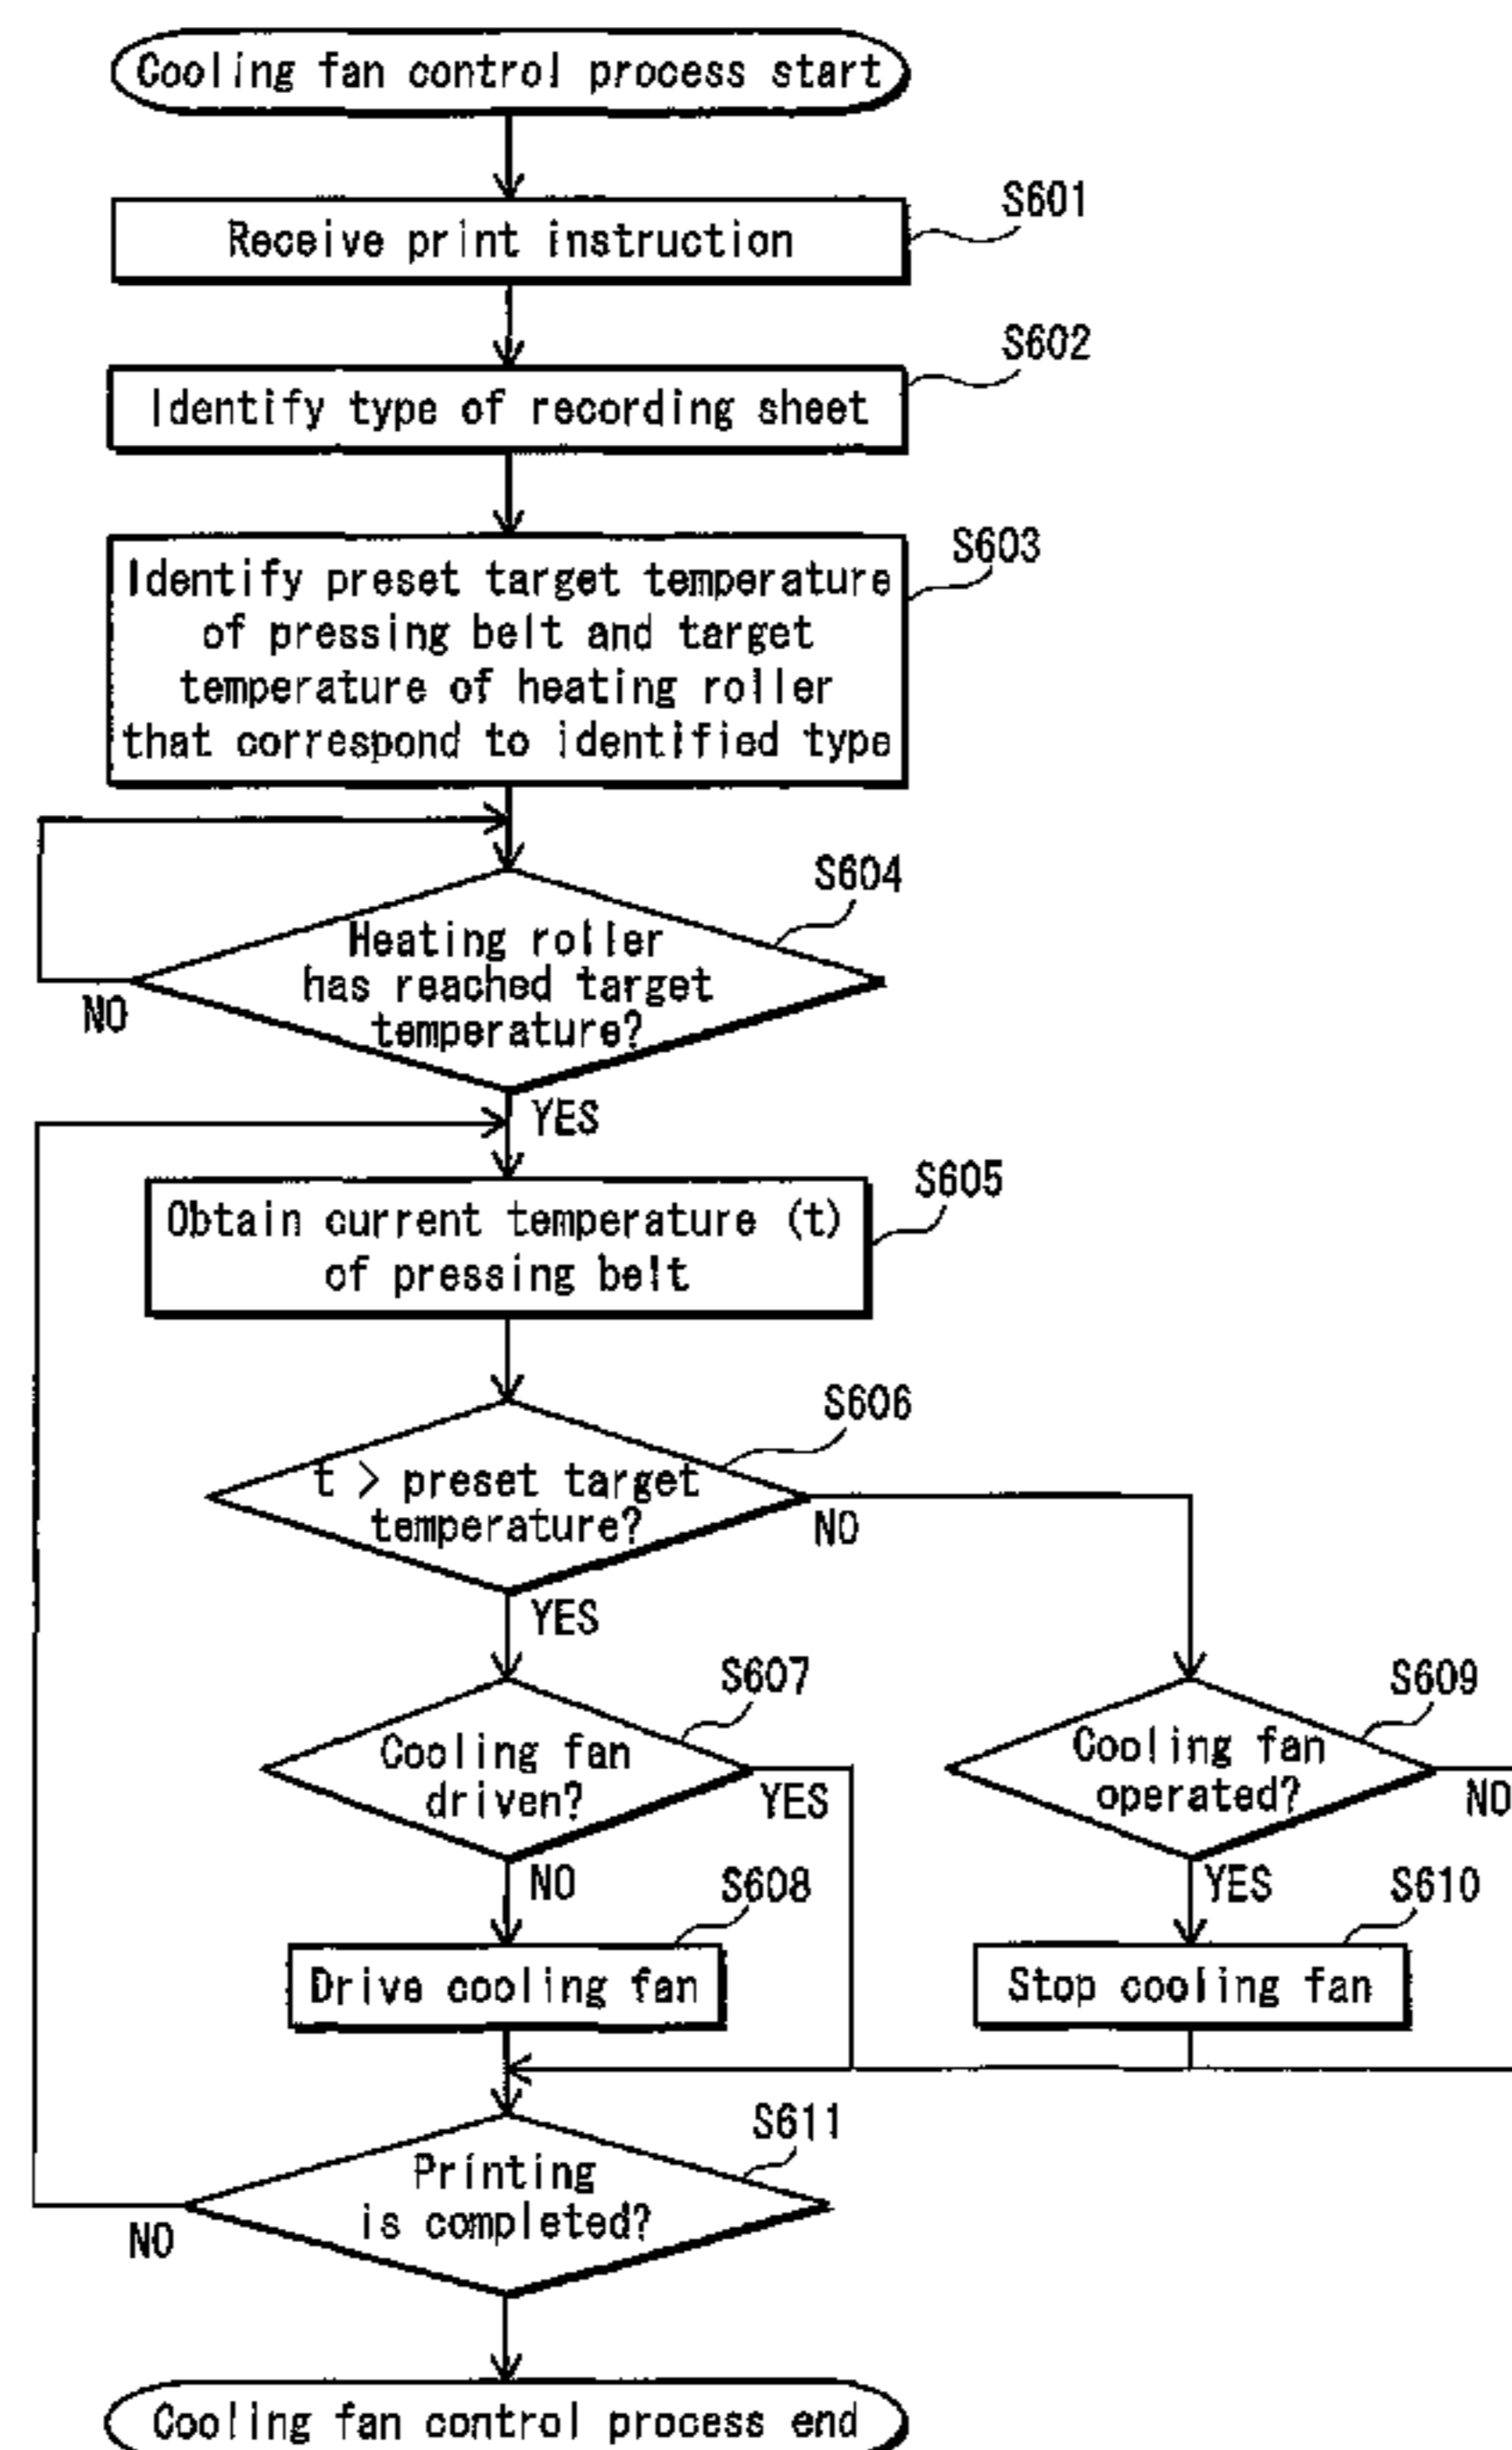 Cooling fan control process start
S601
Receive print instruction
S602
Identify type of recording sheet
S603
Identify preset target temperature
of pressing belt and target
temperature of heating roller
that correspond to identified type
S604
Heating roller
has reached target
temperature?
NO
YES
S605
Obtain current temperature (t)
of pressing belt
S606
t > preset target
temperature?
NO
YES
S607
Cooling fan
driven?
YES
NO
S608
Drive cooling fan
S609
Cooling fan
operated?
NO
YES
S610
Stop cooling fan
S611
Printing
is completed?
NO
Cooling fan control process end